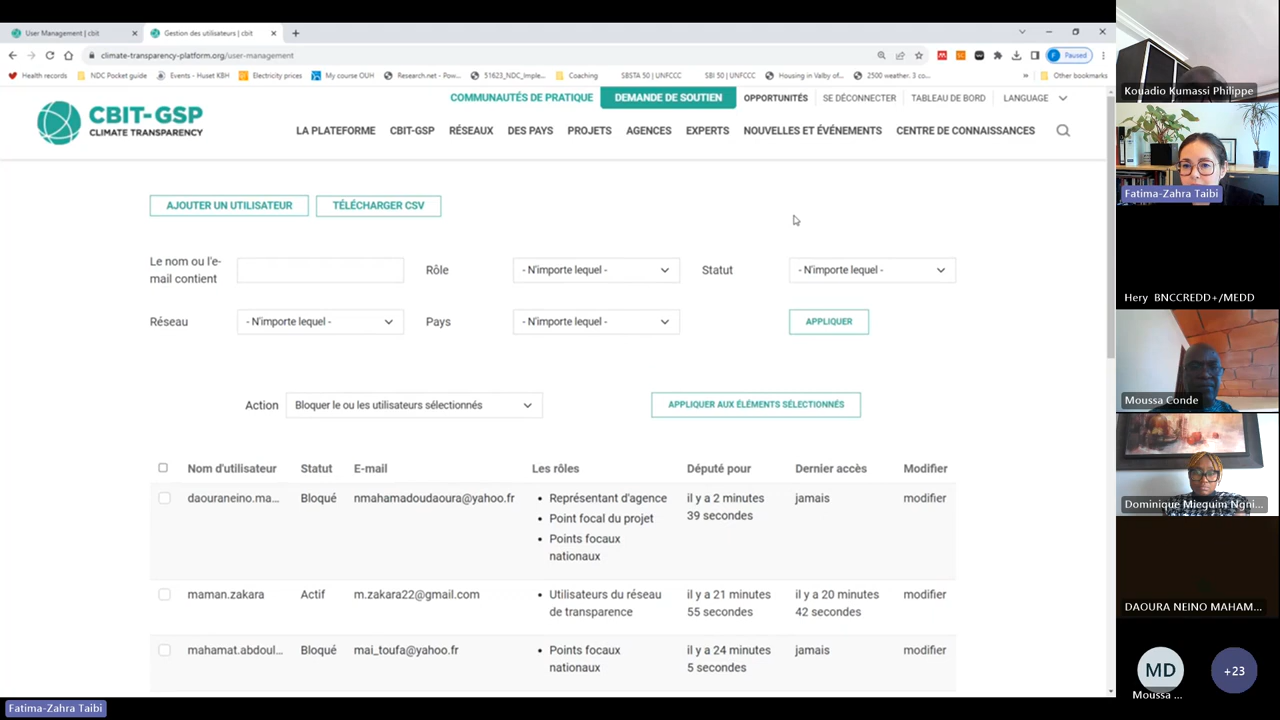 User Management | cbit
Gestion des utilisateurs | cbit
climate-transparency-platform.org/user-management
Paused
Health records
NDC Pocket guide
Events - Huset KBH
Electricity prices
My course OUH
Research.net - Pow...
51623_NDC_Imple...
Coaching
SBSTA 50 | UNFCCC
SBI 50 | UNFCCC
Housing in Valby of...
2500 weather. 3 co...
Other bookmarks
CBIT-GSP
CLIMATE TRANSPARENCY
COMMUNAUTÉS DE PRATIQUE
DEMANDE DE SOUTIEN
OPPORTUNITÉS
SE DÉCONNECTER
TABLEAU DE BORD
LANGUAGE
LA PLATEFORME
CBIT-GSP
RÉSEAUX
DES PAYS
PROJETS
AGENCES
EXPERTS
NOUVELLES ET ÉVÉNEMENTS
CENTRE DE CONNAISSANCES
AJOUTER UN UTILISATEUR
TÉLÉCHARGER CSV
Le nom ou l'e-
mail contient
Rôle
- N'importe lequel -
Statut
- N'importe lequel -
Réseau
- N'importe lequel -
Pays
- N'importe lequel -
APPLIQUER
Action
Bloquer le ou les utilisateurs sélectionnés
APPLIQUER AUX ÉLÉMENTS SÉLECTIONNÉS
Nom d'utilisateur
Statut
E-mail
Les rôles
Député pour
Dernier accès
Modifier
daouraneino.ma...
Bloqué
nmahamadoudaoura@yahoo.fr
• Représentant d'agence
• Point focal du projet
• Points focaux
nationaux
il y a 2 minutes
39 secondes
jamais
modifier
maman.zakara
Actif
m.zakara22@gmail.com
• Utilisateurs du réseau
de transparence
il y a 21 minutes
55 secondes
il y a 20 minutes
42 secondes
modifier
mahamat.abdoul...
Bloqué
mai_toufa@yahoo.fr
• Points focaux
nationaux
il y a 24 minutes
5 secondes
jamais
modifier
Kouadio Kumassi Philippe
Fatima-Zahra Taibi
Hery BNCCREDD+/MEDD
Moussa Conde
Dominique Mieguim Ngni...
DAOURA NEINO MAHAM...
MD
Moussa ...
+23
Fatima-Zahra Taibi